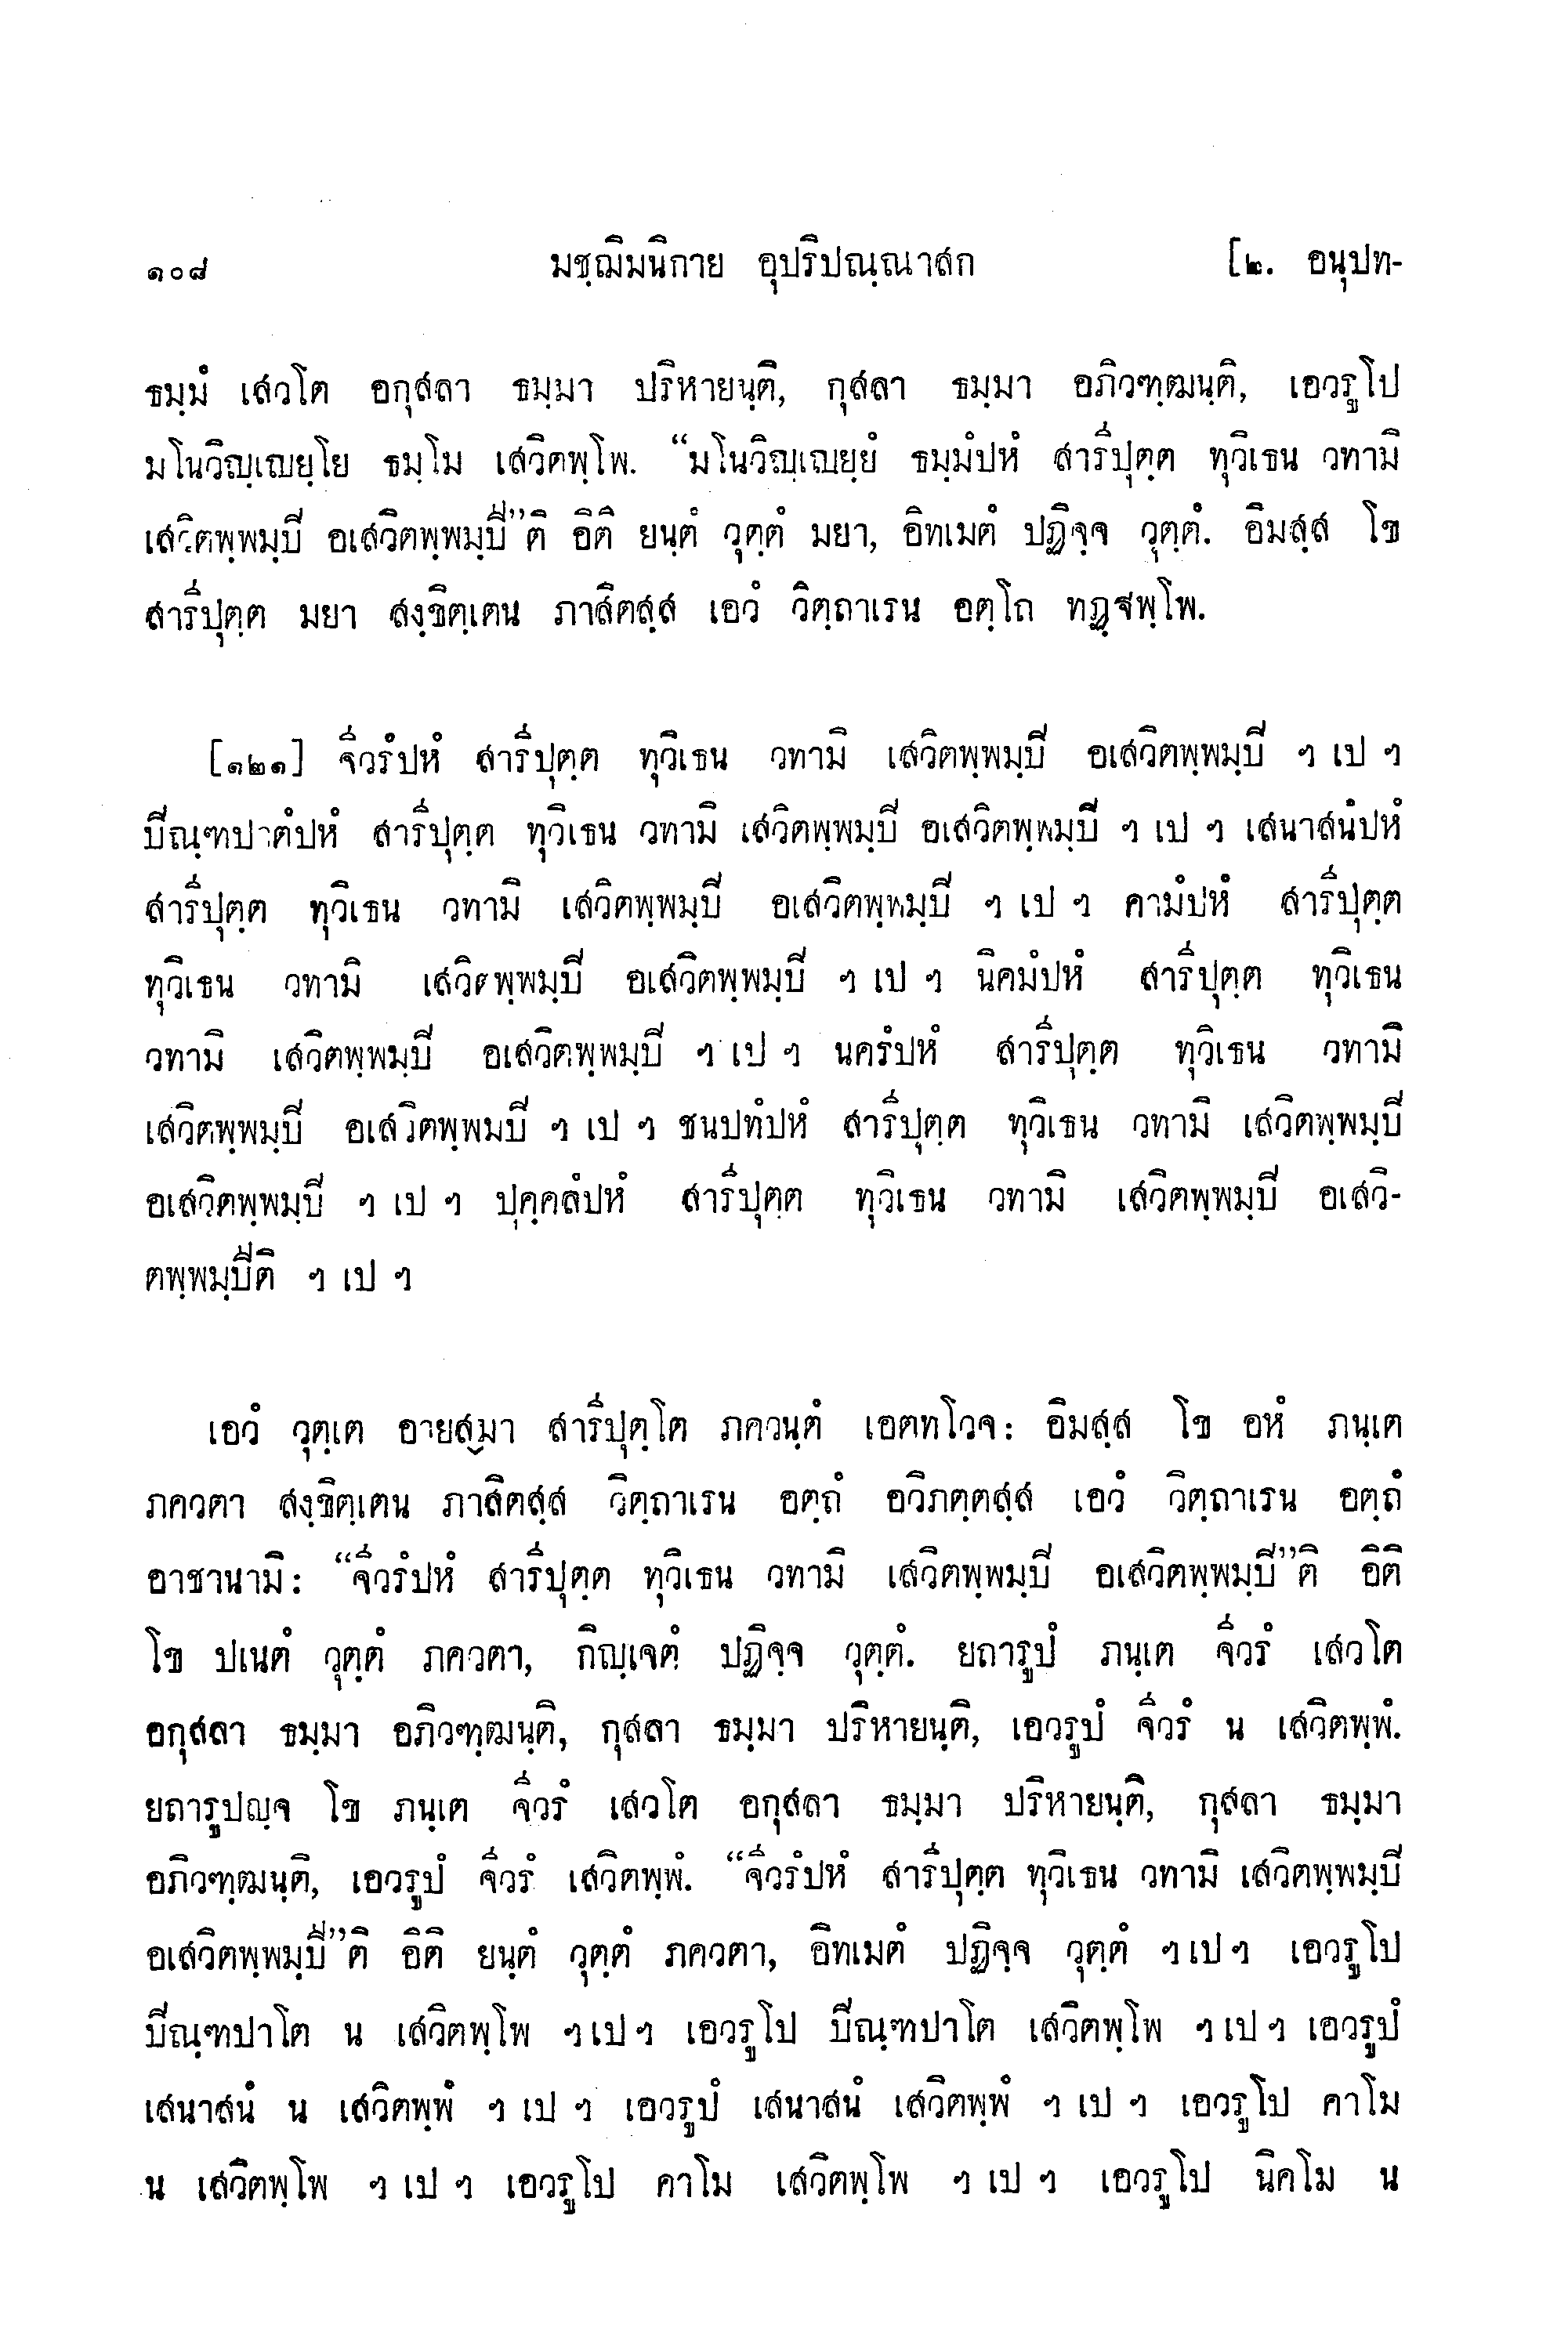 ๑๐๘ มชฺฌิมนิกาย อุปริปณฺณาสก [๒. อนุปท-
ธมฺมํ เสวโต อกุสลา ธมฺมา ปริหายนฺติ, กุสลา ธมฺมา อภิวฑฺฒนฺติ, เอวรูโป
มโนวิญฺเญยฺโย ธมฺโม เสวิตพฺโพ. “มโนวิญฺเญยฺยํ ธมฺมํปหํ สารีปุตฺต ทุวิเธน วทามิ
เสวิตพฺพมฺปิ อเสวิตพฺพมฺปี”ติ อิติ ยนฺตํ วุตฺตํ มยา, อิทเมตํ ปฏิจฺจ วุตฺตํ. อิมสฺส โข
สารีปุตฺต มยา สงฺขิตฺเตน ภาสิตสฺส เอวํ วิตฺถาเรน อตฺโถ ทฏฺฐพฺโพ.
[๑๒๑] จีวรํปหํ สารีปุตฺต ทุวิเธน วทามิ เสวิตพฺพมฺปิ อเสวิตพฺพมฺปิ ฯ เป ฯ
ปิณฺฑปาตํปหํ สารีปุตฺต ทุวิเธน วทามิ เสวิตพฺพมฺปิ อเสวิตพฺพมฺปิ ฯ เป ฯ เสนาสนํปหํ
สารีปุตฺต ทุวิเธน วทามิ เสวิตพฺพมฺปิ อเสวิตพฺพมฺปิ ฯ เป ฯ คามํปหํ สารีปุตฺต
ทุวิเธน วทามิ เสวิตพฺพมฺปิ อเสวิตพฺพมฺปิ ฯ เป ฯ นิคมํปหํ สารีปุตฺต ทุวิเธน
วทามิ เสวิตพฺพมฺปิ อเสวิตพฺพมฺปิ ฯ เป ฯ นครํปหํ สารีปุตฺต ทุวิเธน วทามิ
เสวิตพฺพมฺปิ อเสวิตพฺพมปิ ฯ เป ฯ ชนปทํปหํ สารีปุตฺต ทุวิเธน วทามิ เสวิตพฺพมฺปิ
อเสวิตพฺพมฺปิ ฯ เป ฯ ปุคฺคลํปหํ สารีปุตฺต ทุวิเธน วทามิ เสวิตพฺพมฺปิ อเสวิ-
ตพฺพมฺปีติ ฯ เป ฯ
เอวํ วุตฺเต อายสฺมา สารีปุตฺโต ภควนฺตํ เอตทโวจ: อิมสฺส โข อหํ ภนฺเต
ภควตา สงฺขิตฺเตน ภาสิตสฺส วิตฺถาเรน อตฺถํ อวิภตฺตสฺส เอวํ วิตฺถาเรน อตฺถํ
อาชานามิ: “จีวรํปหํ สารีปุตฺต ทุวิเธน วทามิ เสวิตพฺพมฺปิ อเสวิตพฺพมฺปิ”ติ อิติ
โข ปเนตํ วุตฺตํ ภควตา, กิญฺเจตํ ปฏิจฺจ วุตฺตํ. ยถารูปํ ภนฺเต จีวรํ เสวโต
อกุสลา ธมฺมา อภิวฑฺฒนฺติ, กุสลา ธมฺมา ปริหายนฺติ, เอวรูปํ จีวรํ น เสวิตพฺพํ.
ยถารูปญฺจ โข ภนฺเต จีวรํ เสวโต อกุสลา ธมฺมา ปริหายนฺติ, กุสลา ธมฺมา
อภิวฑฺฒนฺติ, เอวรูปํ จีวรํ เสวิตพฺพํ. “จีวรํปหํ สารีปุตฺต ทุวิเธน วทามิ เสวิตพฺพมฺปิ
อเสวิตพฺพมฺปี”ติ อิติ ยนฺตํ วุตฺตํ ภควตา, อิทเมตํ ปฏิจฺจ วุตฺตํ ฯ เป ฯ เอวรูโป
ปิณฺฑปาโต น เสวิตพฺโพ ฯ เป ฯ เอวรูโป ปิณฺฑปาโต เสวิตพฺโพ ฯ เป ฯ เอวรูปํ
เสนาสนํ น เสวิตพฺพํ ฯ เป ฯ เอวรูปํ เสนาสนํ เสวิตพฺพํ ฯ เป ฯ เอวรูโป คาโม
น เสวิตพฺโพ ฯ เป ฯ เอวรูโป คาโม เสวิตพฺโพ ฯ เป ฯ เอวรูโป นิคโม น